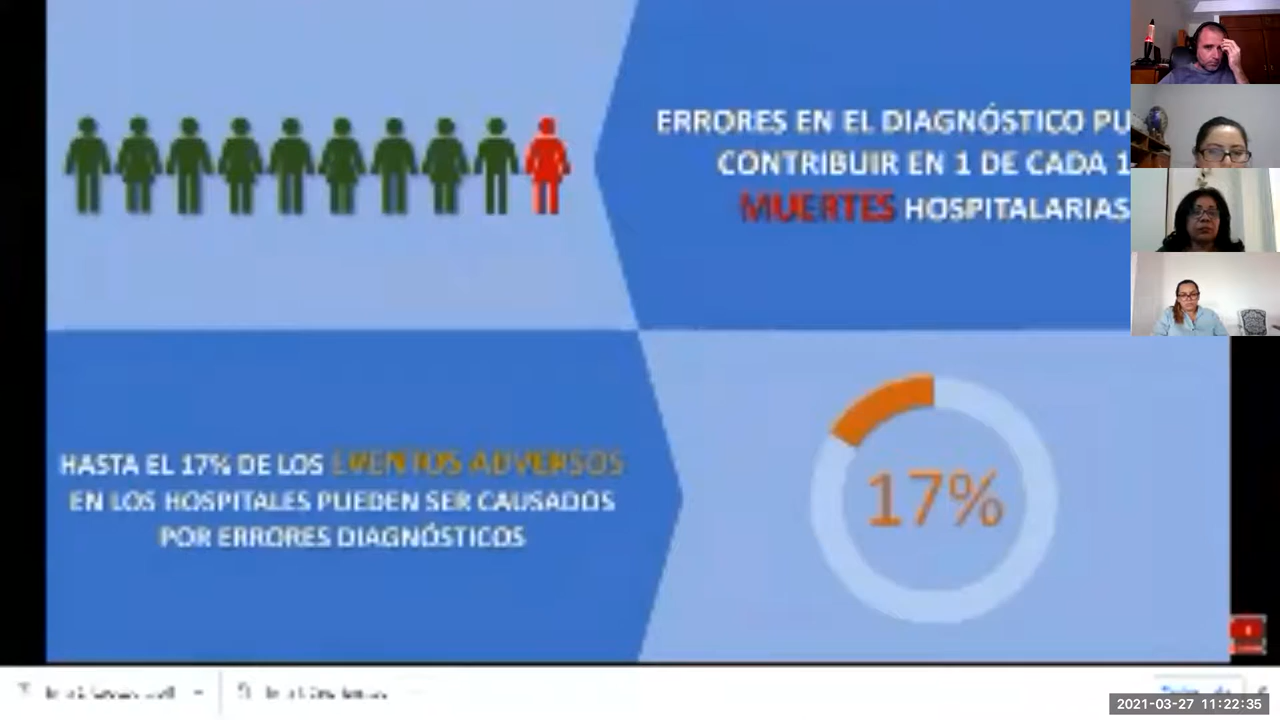 ERRORES EN EL DIAGNÓSTICO PU
CONTRIBUIR EN 1 DE CADA 1
MUERTES HOSPITALARIAS
HASTA EL 17% DE LOS EVENTOS ADVERSOS
EN LOS HOSPITALES PUEDEN SER CAUSADOS
POR ERRORES DIAGNÓSTICOS
17%
2021-03-27 11:22:35